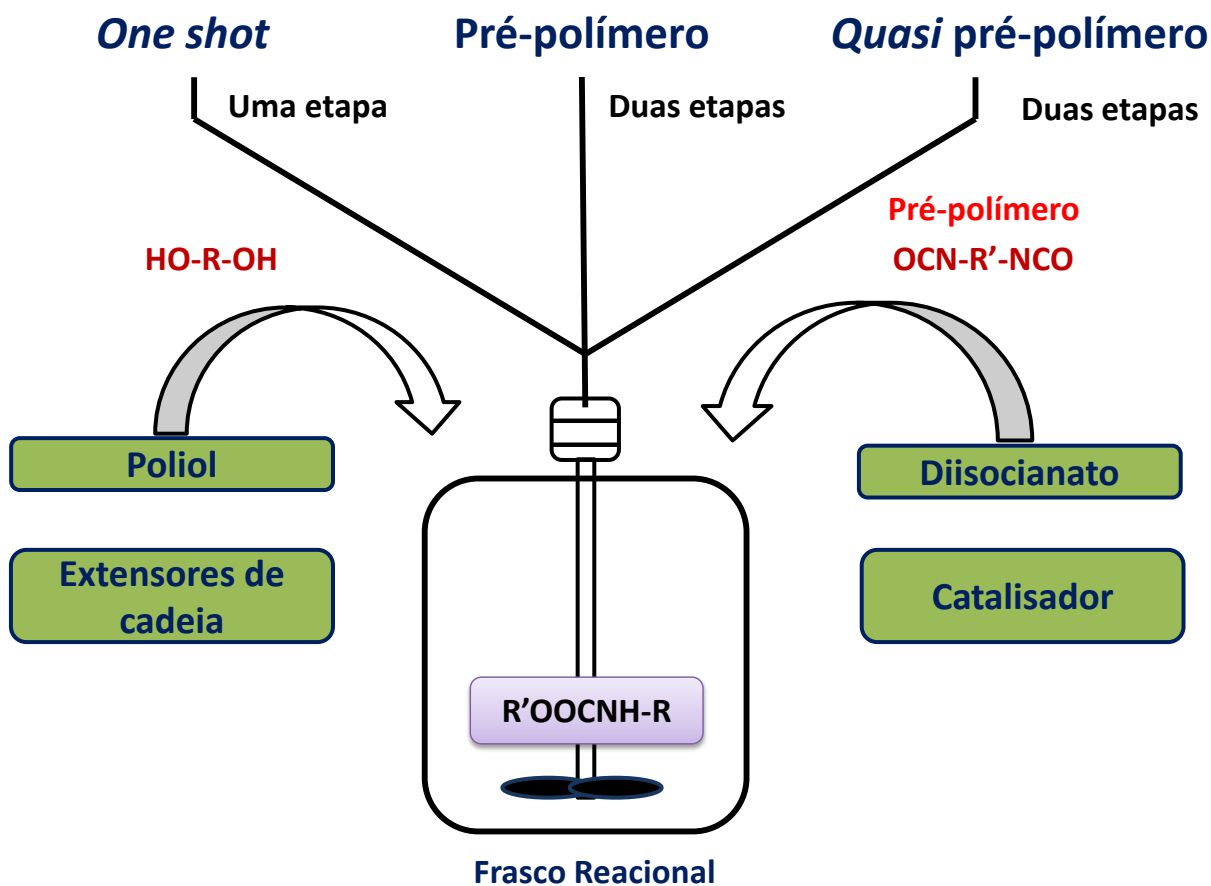 One shot
Pré-polímero
Quasi pré-polímero
Uma etapa
Duas etapas
Duas etapas
Pré-polímero
HO-R-OH
OCN-R’-NCO
Poliol
Diisocianato
Extensores de
cadeia
Catalisador
R’OOCNH-R
Frasco Reacional